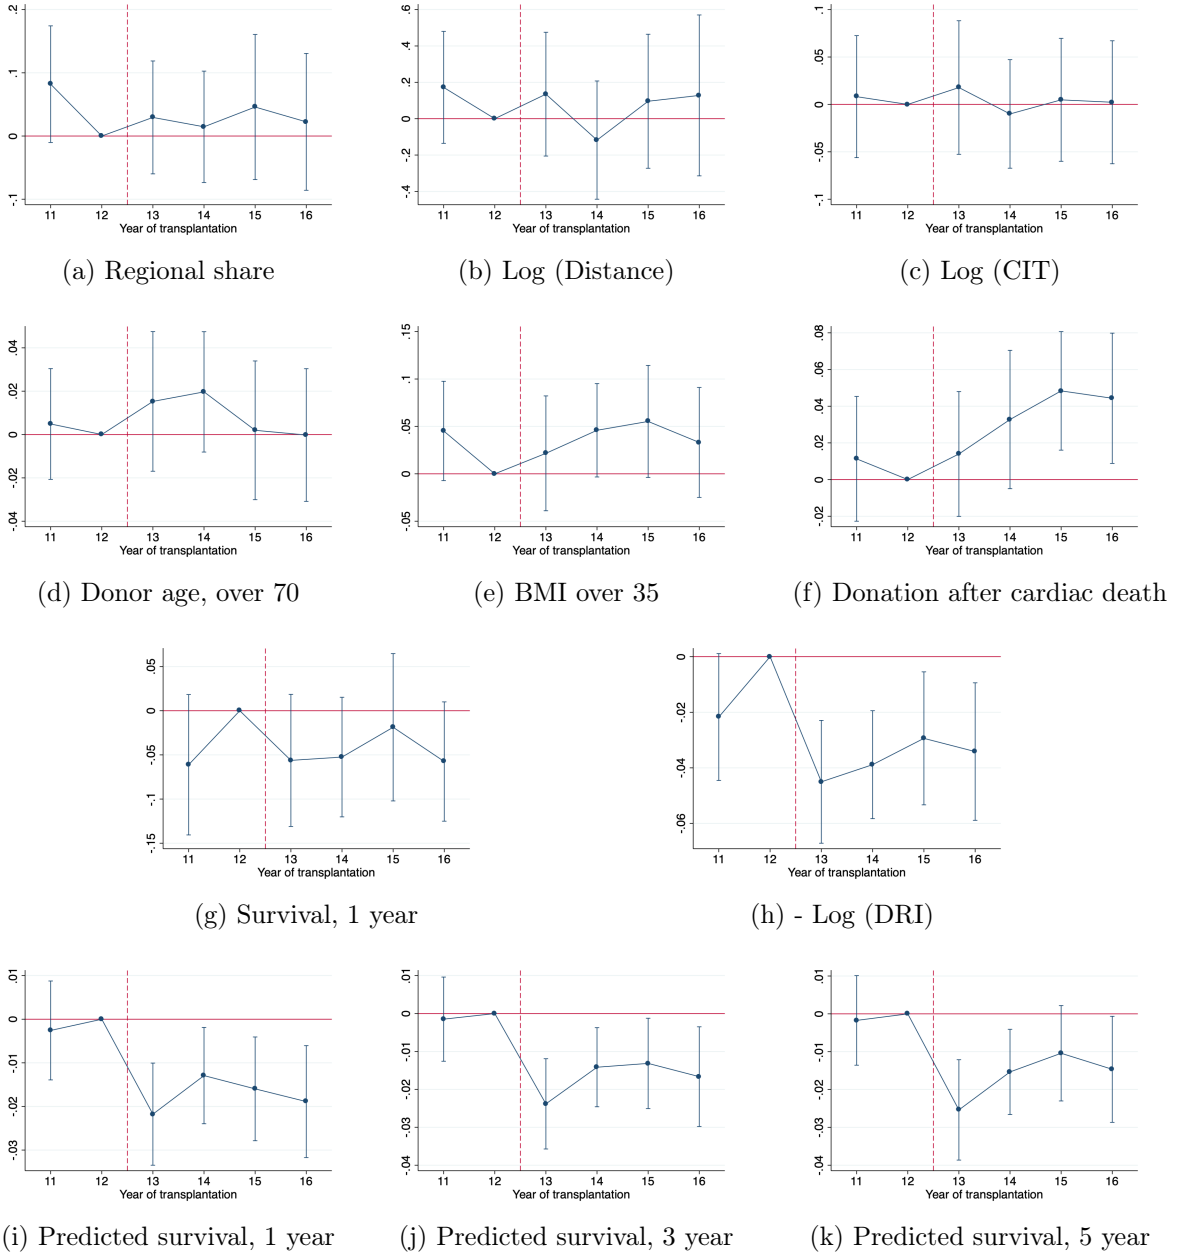 .2
.1
0
-.1
11 12 13 14 15 16
Year of transplantation
(a) Regional share
.6
.4
.2
0
-.2
-.4
11 12 13 14 15 16
Year of transplantation
(b) Log (Distance)
.1
.05
0
-.05
-.1
11 12 13 14 15 16
Year of transplantation
(c) Log (CIT)
.04
.02
0
-.02
-.04
11 12 13 14 15 16
Year of transplantation
(d) Donor age, over 70
.15
.1
.05
0
-.05
11 12 13 14 15 16
Year of transplantation
(e) BMI over 35
.08
.06
.04
.02
0
-.02
11 12 13 14 15 16
Year of transplantation
(f) Donation after cardiac death
.05
0
-.05
-.1
-.15
11 12 13 14 15 16
Year of transplantation
(g) Survival, 1 year
0
-.02
-.04
-.06
11 12 13 14 15 16
Year of transplantation
(h) - Log (DRI)
.01
0
-.01
-.02
-.03
11 12 13 14 15 16
Year of transplantation
(i) Predicted survival, 1 year
.01
0
-.01
-.02
-.03
-.04
11 12 13 14 15 16
Year of transplantation
(j) Predicted survival, 3 year
.01
0
-.01
-.02
-.03
-.04
11 12 13 14 15 16
Year of transplantation
(k) Predicted survival, 5 year